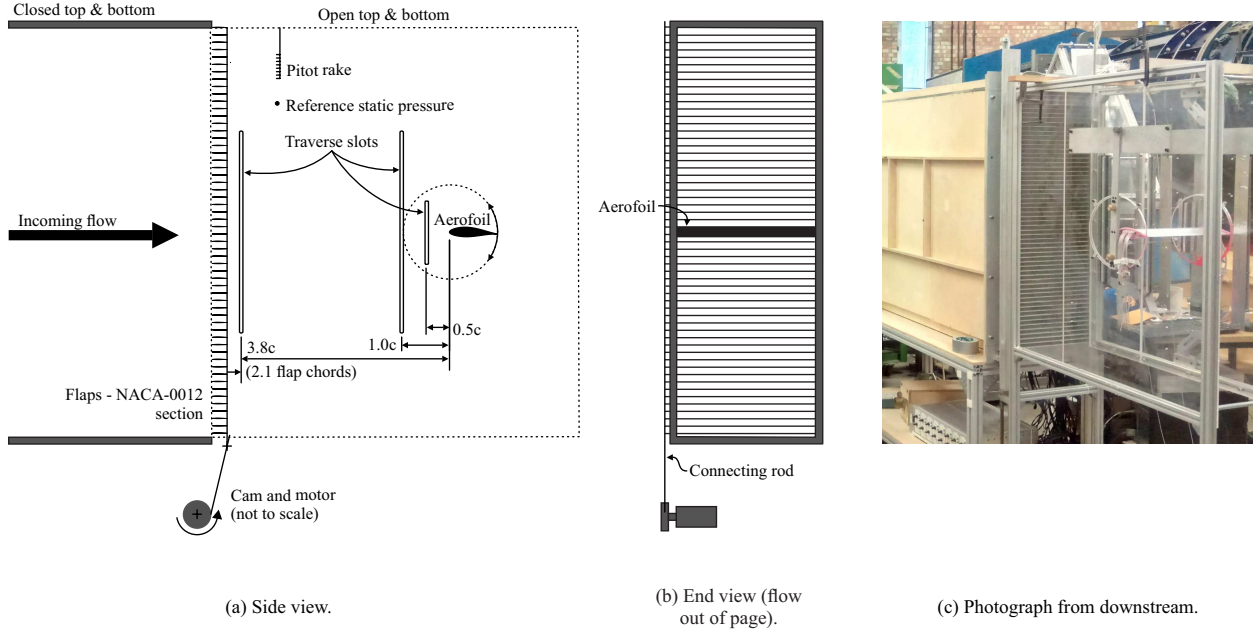 Closed top & bottom
Open top & bottom
Pitot rake
Reference static pressure
Traverse slots
Incoming flow
Aerofoil
0.5c
3.8c
1.0c
(2.1 flap chords)
Flaps - NACA-0012
section
Cam and motor
(not to scale)
(a) Side view.
Aerofoil
Connecting rod
(b) End view (flow
out of page).
(c) Photograph from downstream.